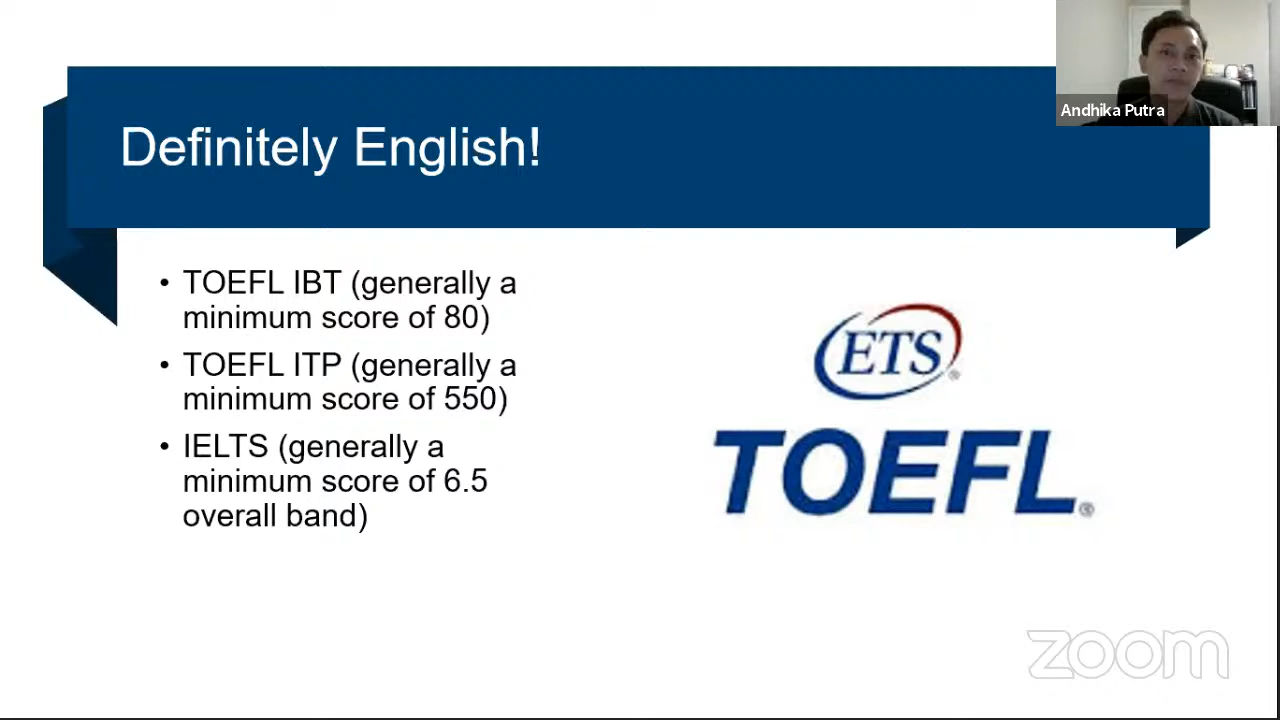 Andhika Putra
Definitely English!
• TOEFL IBT (generally a
minimum score of 80)
• TOEFL ITP (generally a
minimum score of 550)
• IELTS (generally a
minimum score of 6.5
overall band)
ETS®
TOEFL®
zoom